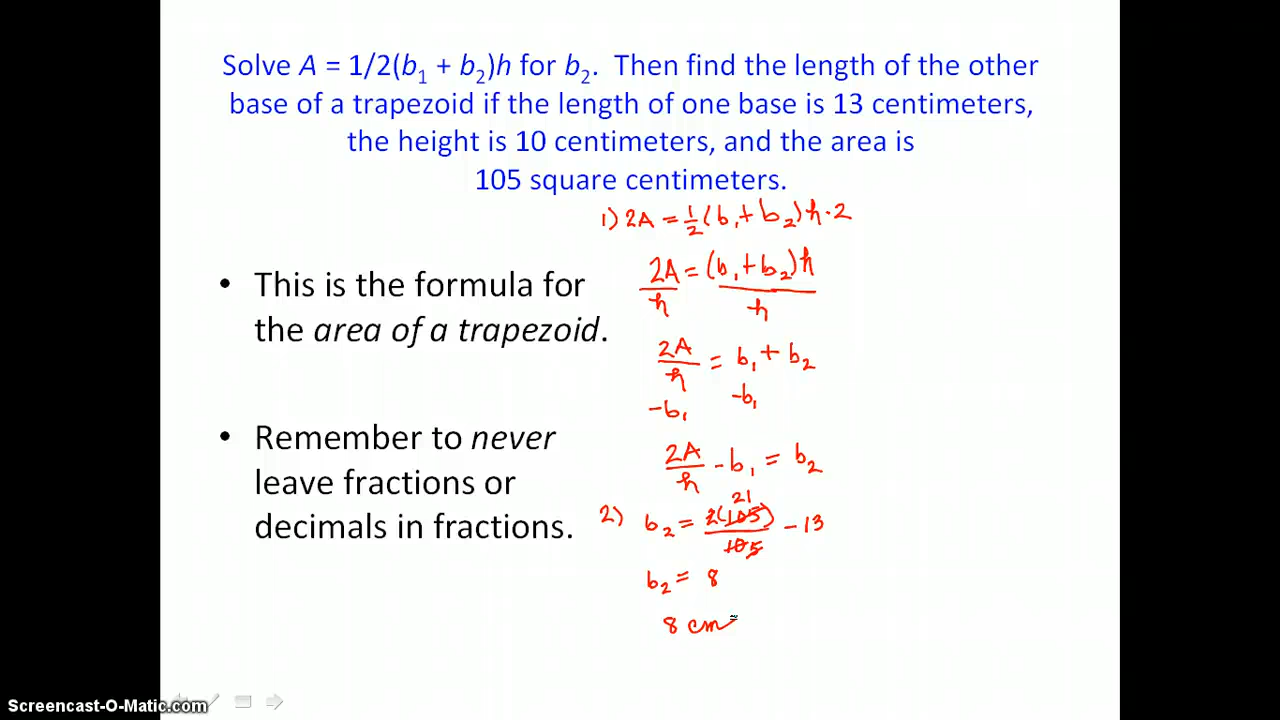 Solve A = 1/2(b₁ + b₂)h for b₂. Then find the length of the other
base of a trapezoid if the length of one base is 13 centimeters,
the height is 10 centimeters, and the area is
105 square centimeters.
1) 2A = 1/2 (b₁ + b₂) h · 2
• This is the formula for
the area of a trapezoid.
2A/h = (b₁ + b₂)h/h
2A/h = b₁ + b₂
-b₁ -b₁
• Remember to never
leave fractions or
decimals in fractions.
2A/h - b₁ = b₂
21
2) b₂ = 2(105)/10 5 - 13
b₂ = 8
8 cm
Screencast-O-Matic.com